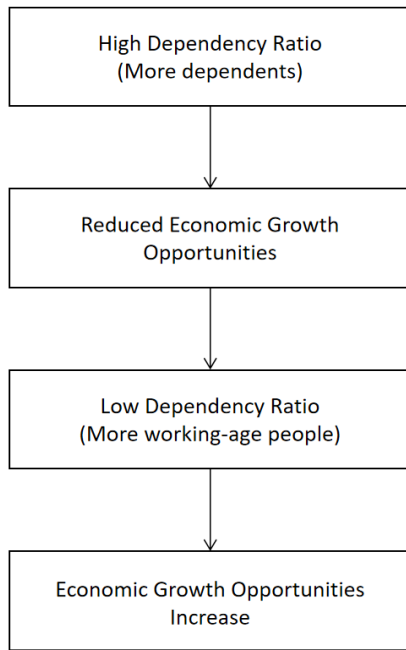 High Dependency Ratio
(More dependents)
Reduced Economic Growth
Opportunities
Low Dependency Ratio
(More working-age people)
Economic Growth Opportunities
Increase